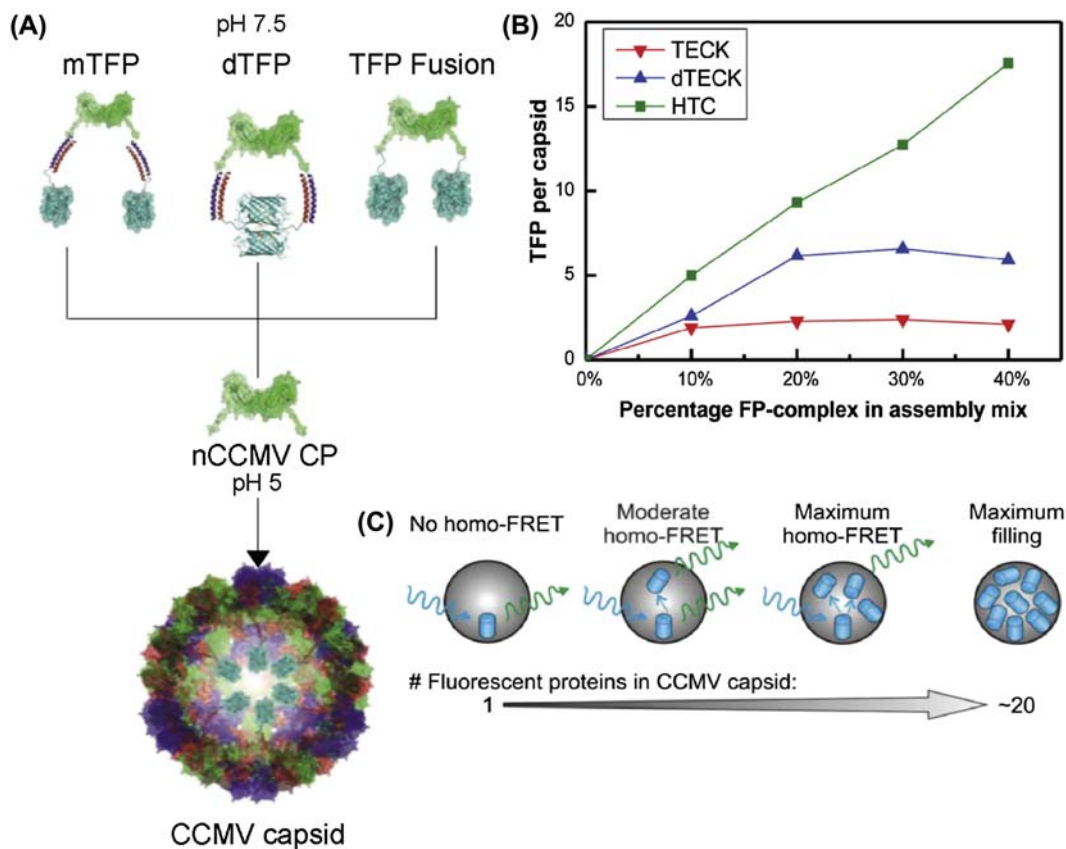 (A)
pH 7.5
mTFP
dTFP
TFP Fusion
nCCMV CP
pH 5
CCMV capsid
(B)
TFP per capsid
20
15
10
5
0
TECK
dTECK
HTC
0%
10%
20%
30%
40%
Percentage FP-complex in assembly mix
(C)
No homo-FRET
Moderate
homo-FRET
Maximum
homo-FRET
Maximum
filling
# Fluorescent proteins in CCMV capsid:
1
~20